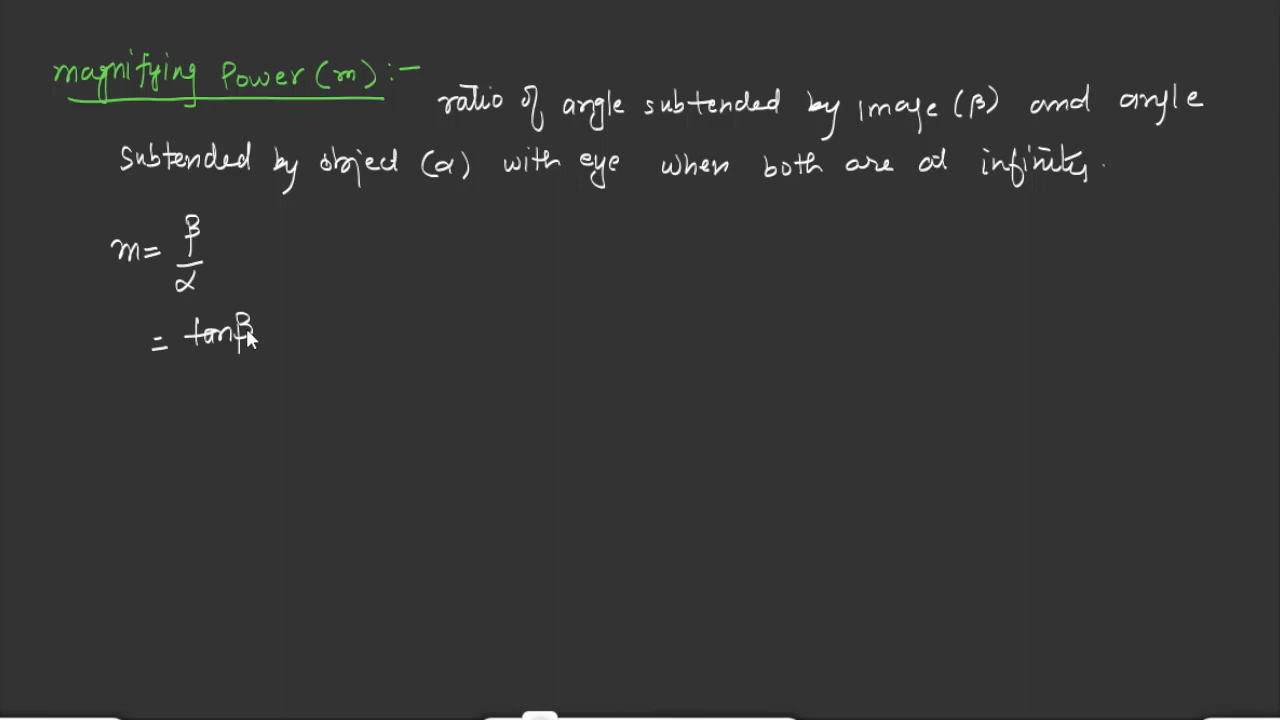 magnifying Power (m) :-
ratio of angle subtended by image (β) and angle
subtended by object (α) with eye when both are at infinity.
m = β/α
= tanβ